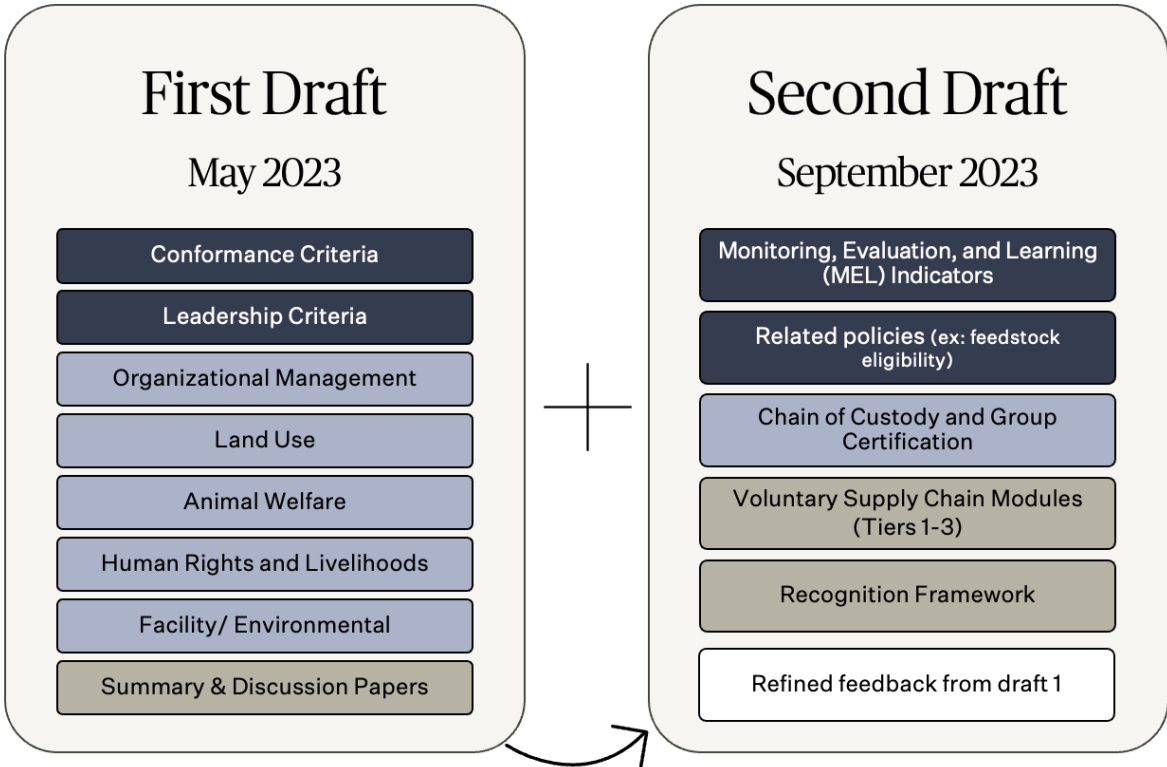 First Draft
May 2023
Conformance Criteria
Leadership Criteria
Organizational Management
Land Use
Animal Welfare
Human Rights and Livelihoods
Facility/ Environmental
Summary & Discussion Papers
Second Draft
September 2023
Monitoring, Evaluation, and Learning
(MEL) Indicators
Related policies (ex: feedstock
eligibility)
Chain of Custody and Group
Certification
Voluntary Supply Chain Modules
(Tiers 1-3)
Recognition Framework
Refined feedback from draft 1